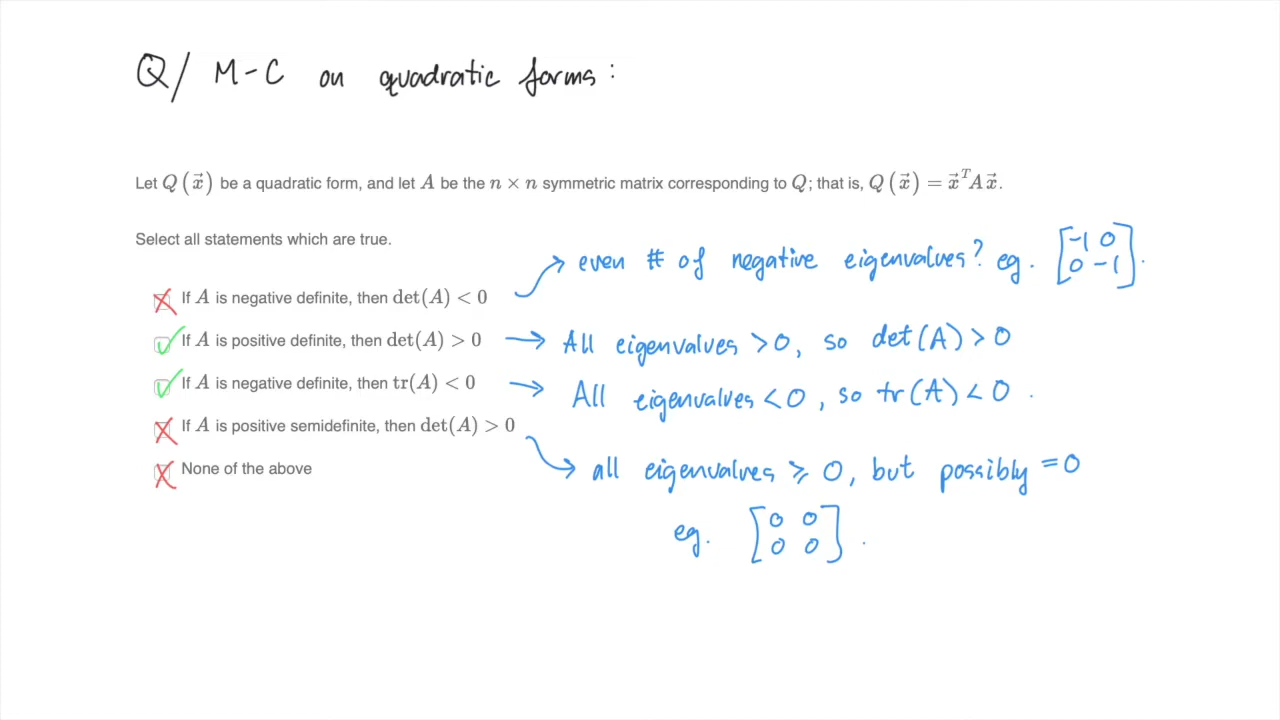 Q/ M-C on quadratic forms:
Let Q(x⃗) be a quadratic form, and let A be the n × n symmetric matrix corresponding to Q; that is, Q(x⃗) = x⃗ᵀAx⃗.
Select all statements which are true.
even # of negative eigenvalues? eg. [-1 0
0 -1].
If A is negative definite, then det(A) < 0
If A is positive definite, then det(A) > 0 → All eigenvalues > 0, so det(A) > 0
If A is negative definite, then tr(A) < 0 → All eigenvalues < 0, so tr(A) < 0.
If A is positive semidefinite, then det(A) > 0
None of the above
all eigenvalues ⩾ 0, but possibly = 0
eg. [0 0
0 0].